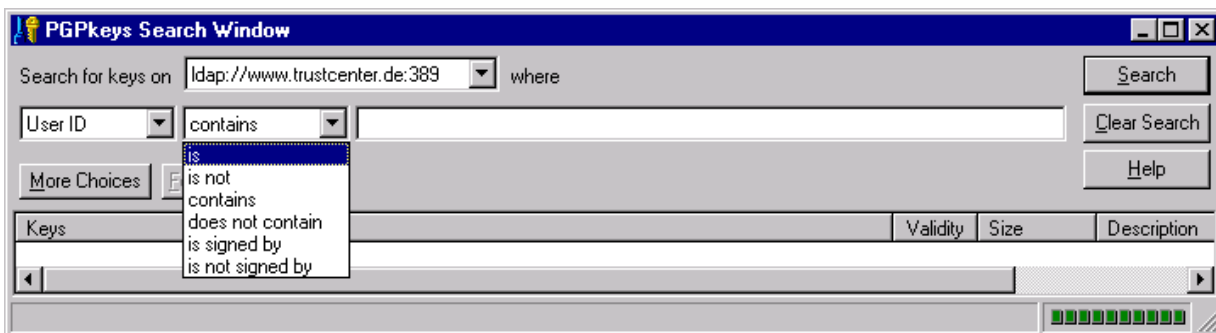 PGPkeys Search Window
Search for keys on ldap://www.trustcenter.de:389 where Search
User ID contains Clear Search
is
is not
More Choices Help
contains
does not contain
is signed by
is not signed by
Keys Validity Size Description